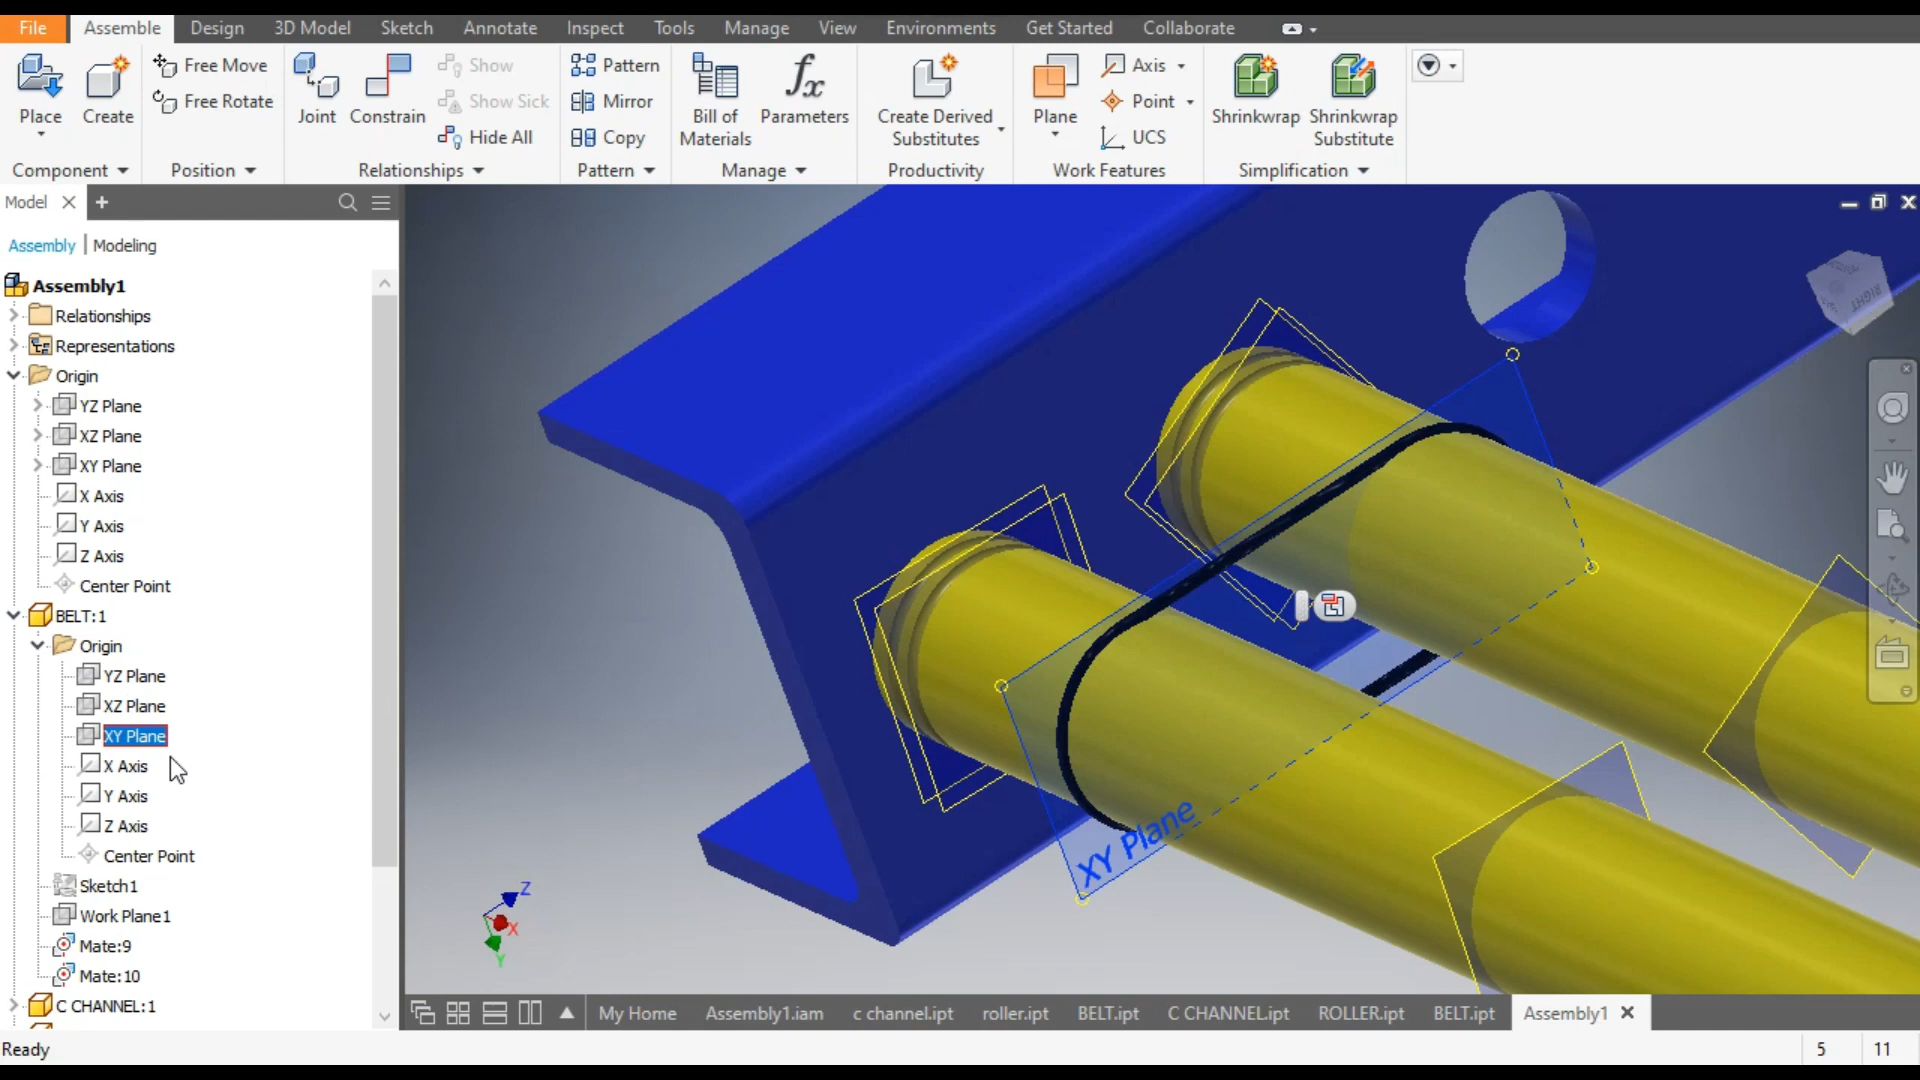 File Assemble Design 3D Model Sketch Annotate Inspect Tools Manage View Environments Get Started Collaborate
Place
Create
Free Move
Free Rotate
Joint
Constrain
Show
Show Sick
Hide All
Pattern
Mirror
Copy
Bill of
Materials
fx
Parameters
Create Derived
Substitutes
Plane
Axis
Point
UCS
Shrinkwrap
Shrinkwrap
Substitute
Component Position Relationships Pattern Manage Productivity Work Features Simplification
Model
Assembly | Modeling
Assembly1
Relationships
Representations
Origin
YZ Plane
XZ Plane
XY Plane
X Axis
Y Axis
Z Axis
Center Point
BELT:1
Origin
YZ Plane
XZ Plane
XY Plane
X Axis
Y Axis
Z Axis
Center Point
Sketch1
Work Plane1
Mate:9
Mate:10
C CHANNEL:1
RIGHT
XY Plane
Z
X
Y
My Home Assembly1.iam c channel.ipt roller.ipt BELT.ipt C CHANNEL.ipt ROLLER.ipt BELT.ipt Assembly1
Ready
5 11